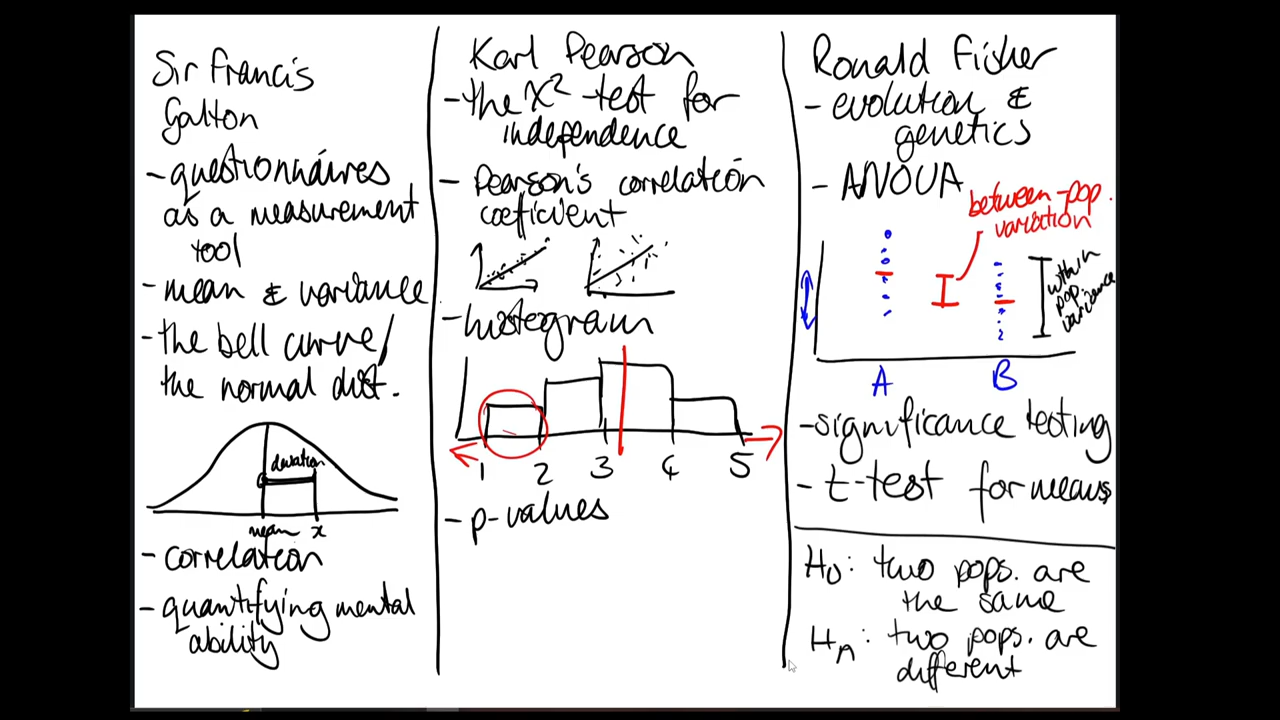 Sir Francis
Galton
- questionnaires
as a measurement
tool
- mean & variance
- the bell curve/
the normal dist.
deviation
mean x
- correlation
- quantifying mental
ability
Karl Pearson
- the X² test for
independence
- Pearson's correlation
coeficient
- histogram
1 2 3 4 5
- p-values
Ronald Fisher
- evolution &
genetics
- ANOVA
between-pop.
variation
within
pop.
variance
A B
- significance testing
- t-test for means
H0: two pops. are
the same
HA: two pops. are
different